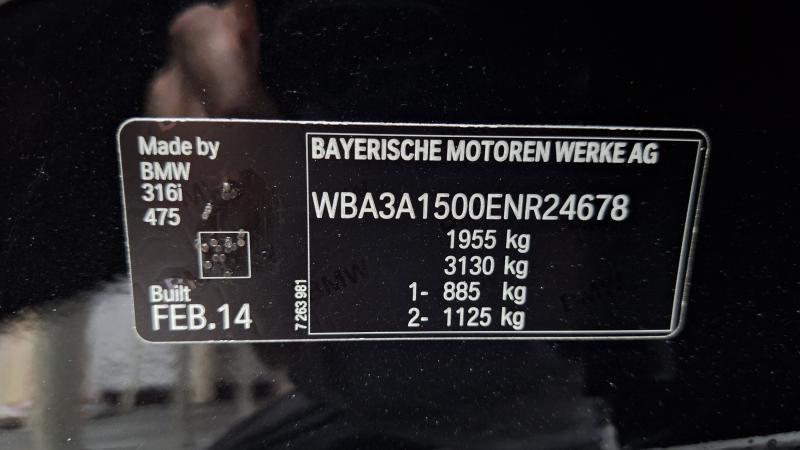 Made by
BMW
316i
475
Built
FEB.14
7 263 981
BAYERISCHE MOTOREN WERKE AG
WBA3A1500ENR24678
1955 kg
3130 kg
1- 885 kg
2- 1125 kg
BMW